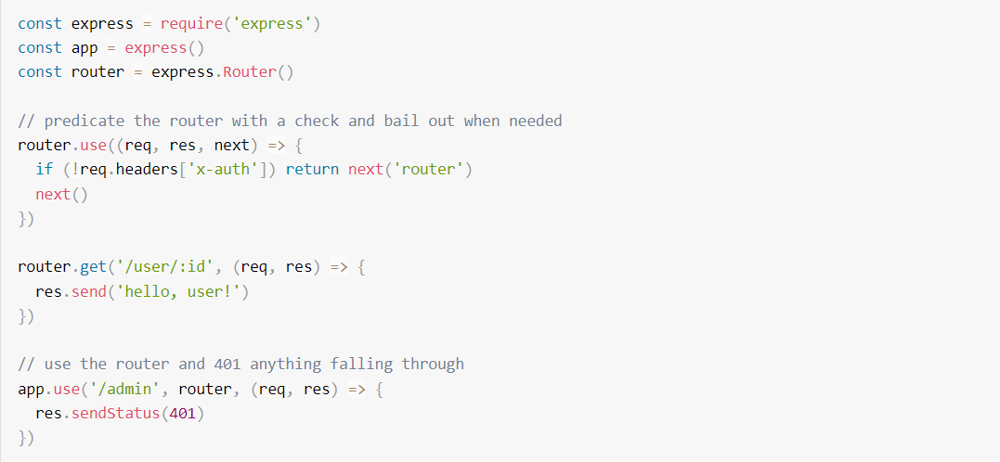 const express = require('express')
const app = express()
const router = express.Router()
// predicate the router with a check and bail out when needed
router.use((req, res, next) => {
  if (!req.headers['x-auth']) return next('router')
  next()
})
router.get('/user/:id', (req, res) => {
  res.send('hello, user!')
})
// use the router and 401 anything falling through
app.use('/admin', router, (req, res) => {
  res.sendStatus(401)
})